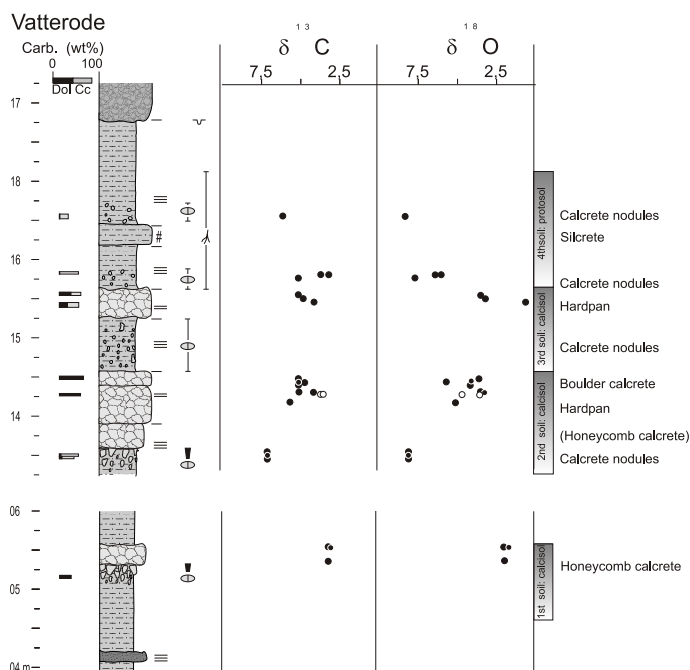 Vatterode
Carb. (wt%)
0 100
Dol Cc
13
δ C
7,5 2,5
18
δ O
7,5 2,5
17
18
16
15
14
06
05
04 m
#
4thsoil: protosol
3rd soil: calcisol
2nd soil: calcisol
1st soil: calcisol
Calcrete nodules
Silcrete
Calcrete nodules
Hardpan
Calcrete nodules
Boulder calcrete
Hardpan
(Honeycomb calcrete)
Calcrete nodules
Honeycomb calcrete